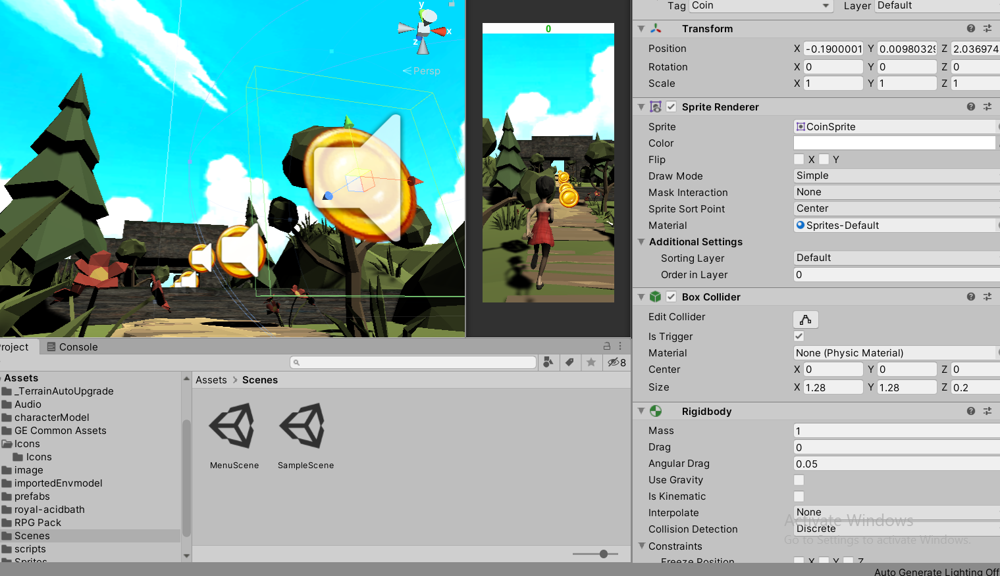 Tag Coin Layer Default
y
x
z
Persp
0
Transform
Position X -0.1900001 Y 0.0098032 Z 2.036974
Rotation X 0 Y 0 Z 0
Scale X 1 Y 1 Z 1
Sprite Renderer
Sprite CoinSprite
Color
Flip X Y
Draw Mode Simple
Mask Interaction None
Sprite Sort Point Center
Material Sprites-Default
Additional Settings
Sorting Layer Default
Order in Layer 0
Box Collider
Edit Collider
Is Trigger
Material None (Physic Material)
Center X 0 Y 0 Z 0
Size X 1.28 Y 1.28 Z 0.2
Rigidbody
Mass 1
Drag 0
Angular Drag 0.05
Use Gravity
Is Kinematic
Interpolate None
Collision Detection Discrete
Constraints
Freeze Position X Y Z
Activate Windows
Go to Settings to activate Windows.
Auto Generate Lighting Off
roject Console
8
Assets
_TerrainAutoUpgrade
Audio
characterModel
GE Common Assets
Icons
Icons
image
importedEnvmodel
prefabs
royal-acidbath
RPG Pack
Scenes
scripts
Sprites
Assets > Scenes
MenuScene SampleScene